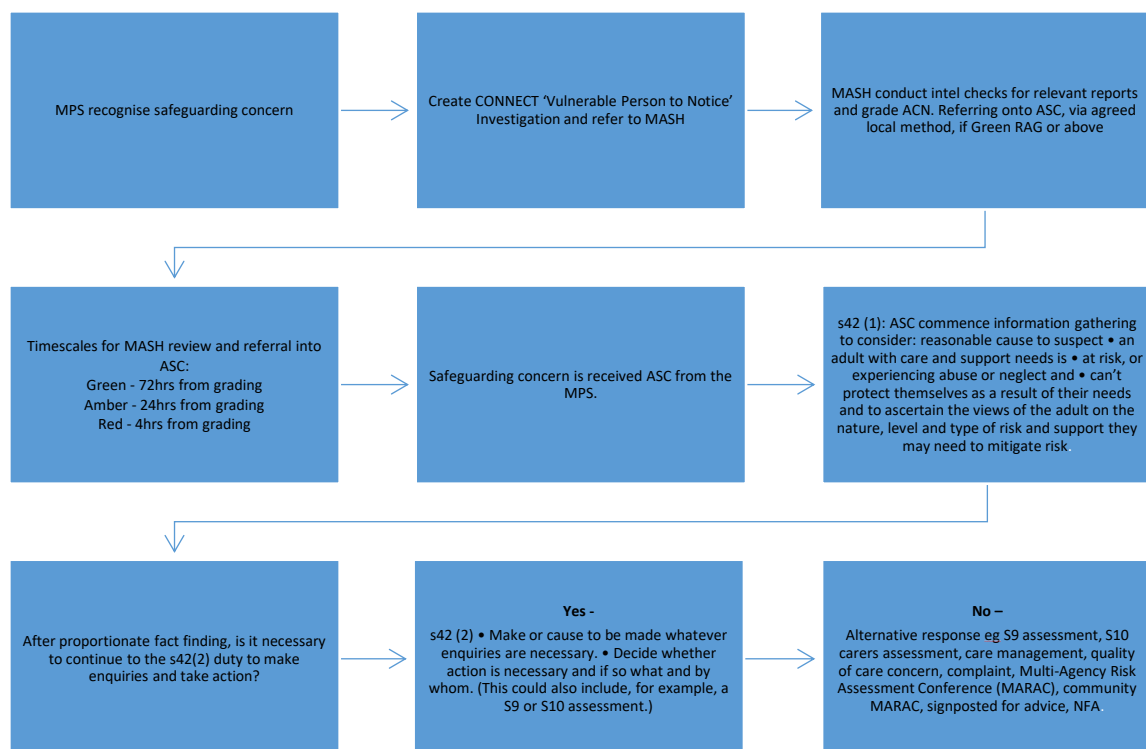 MPS recognise safeguarding concern
Create CONNECT ‘Vulnerable Person to Notice’
Investigation and refer to MASH
MASH conduct intel checks for relevant reports
and grade ACN. Referring onto ASC, via agreed
local method, if Green RAG or above
Timescales for MASH review and referral into
ASC:
Green - 72hrs from grading
Amber - 24hrs from grading
Red - 4hrs from grading
Safeguarding concern is received ASC from the
MPS.
s42 (1): ASC commence information gathering
to consider: reasonable cause to suspect • an
adult with care and support needs is • at risk, or
experiencing abuse or neglect and • can’t
protect themselves as a result of their needs
and to ascertain the views of the adult on the
nature, level and type of risk and support they
may need to mitigate risk.
After proportionate fact finding, is it necessary
to continue to the s42(2) duty to make
enquiries and take action?
Yes -
s42 (2) • Make or cause to be made whatever
enquiries are necessary. • Decide whether
action is necessary and if so what and by
whom. (This could also include, for example, a
S9 or S10 assessment.)
No –
Alternative response eg S9 assessment, S10
carers assessment, care management, quality
of care concern, complaint, Multi-Agency Risk
Assessment Conference (MARAC), community
MARAC, signposted for advice, NFA.